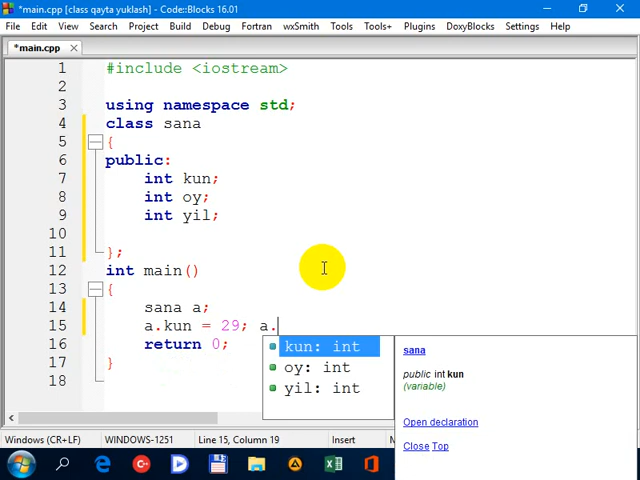 *main.cpp [class qayta yuklash] - Code::Blocks 16.01
File Edit View Search Project Build Debug Fortran wxSmith Tools Tools+ Plugins DoxyBlocks Settings Help
*main.cpp
1 #include <iostream>
2
3 using namespace std;
4 class sana
5 {
6 public:
7 int kun;
8 int oy;
9 int yil;
10
11 };
12 int main()
13 {
14 sana a;
15 a.kun = 29; a.
16 return 0;
17 }
18
kun: int
oy: int
yil: int
sana
public int kun
(variable)
Open declaration
Close Top
Windows (CR+LF) WINDOWS-1251 Line 15, Column 19 Insert